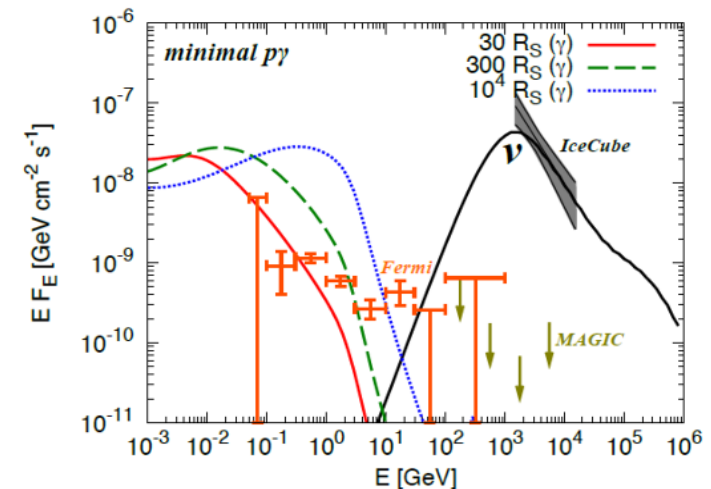 minimal pγ
30 R_S (γ)
300 R_S (γ)
10^4 R_S (γ)
ν
IceCube
Fermi
MAGIC
E F_E [GeV cm^-2 s^-1]
10^-6
10^-7
10^-8
10^-9
10^-10
10^-11
10^-3 10^-2 10^-1 10^0 10^1 10^2 10^3 10^4 10^5 10^6
E [GeV]